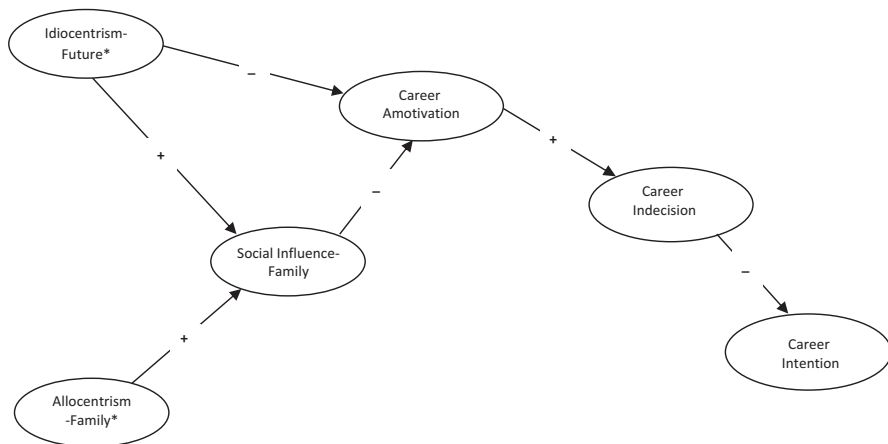 Idiocentrism-
Future*
–
Career
Amotivation
+
+
–
Career
Indecision
Social Influence-
Family
–
+
Career
Intention
Allocentrism
-Family*